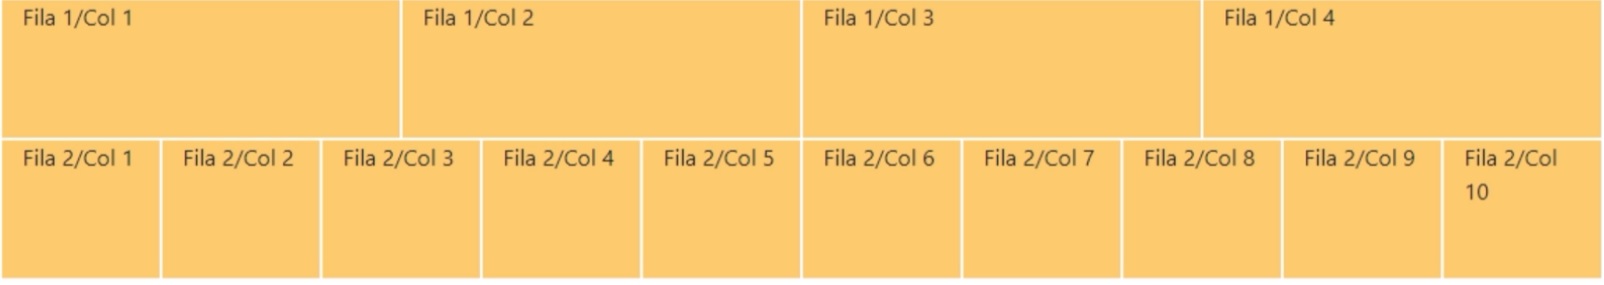 Fila 1/Col 1
Fila 1/Col 2
Fila 1/Col 3
Fila 1/Col 4
Fila 2/Col 1
Fila 2/Col 2
Fila 2/Col 3
Fila 2/Col 4
Fila 2/Col 5
Fila 2/Col 6
Fila 2/Col 7
Fila 2/Col 8
Fila 2/Col 9
Fila 2/Col
10